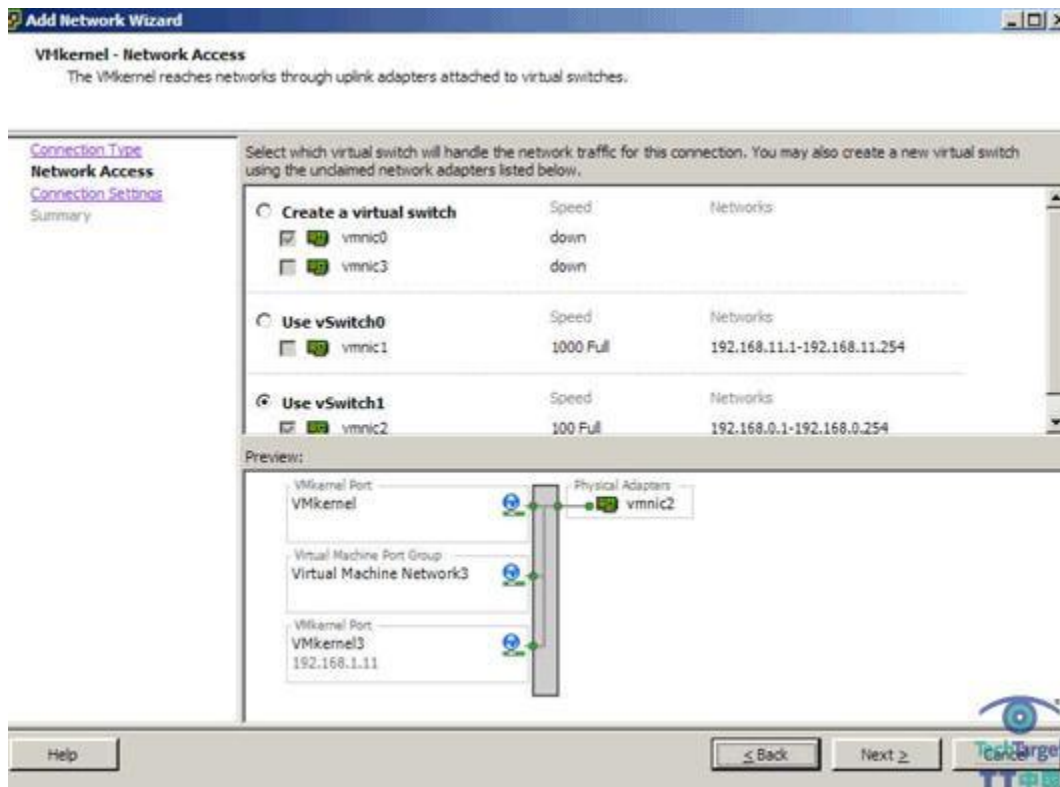 Add Network Wizard
VMkernel - Network Access
The VMkernel reaches networks through uplink adapters attached to virtual switches.
Connection Type
Network Access
Connection Settings
Summary
Select which virtual switch will handle the network traffic for this connection. You may also create a new virtual switch
using the unclaimed network adapters listed below.
Create a virtual switch Speed Networks
vmnic0 down
vmnic3 down
Use vSwitch0 Speed Networks
vmnic1 1000 Full 192.168.11.1-192.168.11.254
Use vSwitch1 Speed Networks
vmnic2 100 Full 192.168.0.1-192.168.0.254
Preview:
VMkernel Port
VMkernel
Physical Adapters
vmnic2
Virtual Machine Port Group
Virtual Machine Network3
VMkernel Port
VMkernel3
192.168.1.11
Help
< Back
Next >
Cancel
TechTarget
TT中国